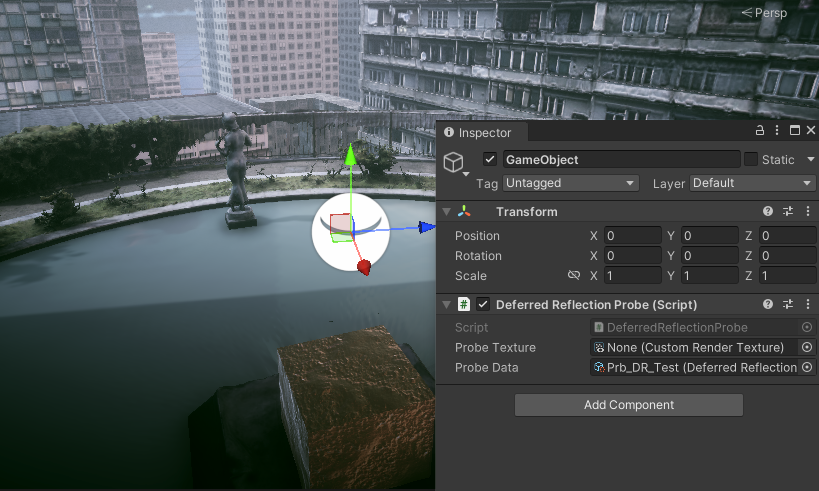 Persp
Inspector
GameObject
Static
Tag Untagged Layer Default
Transform
Position X 0 Y 0 Z 0
Rotation X 0 Y 0 Z 0
Scale X 1 Y 1 Z 1
# Deferred Reflection Probe (Script)
Script # DeferredReflectionProbe
Probe Texture None (Custom Render Texture)
Probe Data Prb_DR_Test (Deferred Reflection
Add Component